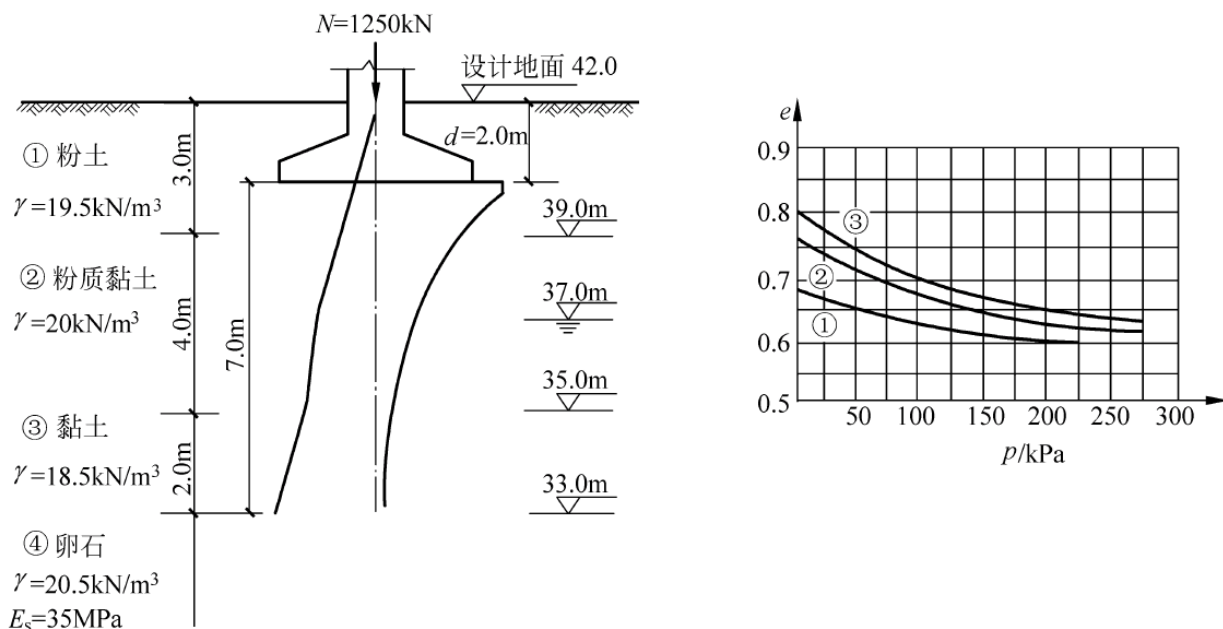 N=1250kN
设计地面 42.0
d=2.0m
① 粉土
γ=19.5kN/m³
3.0m
39.0m
② 粉质黏土
γ=20kN/m³
4.0m
7.0m
37.0m
35.0m
③ 黏土
γ=18.5kN/m³
2.0m
33.0m
④ 卵石
γ=20.5kN/m³
Es=35MPa
e
0.9
0.8
0.7
0.6
0.5
③
②
①
50 100 150 200 250 300
p/kPa